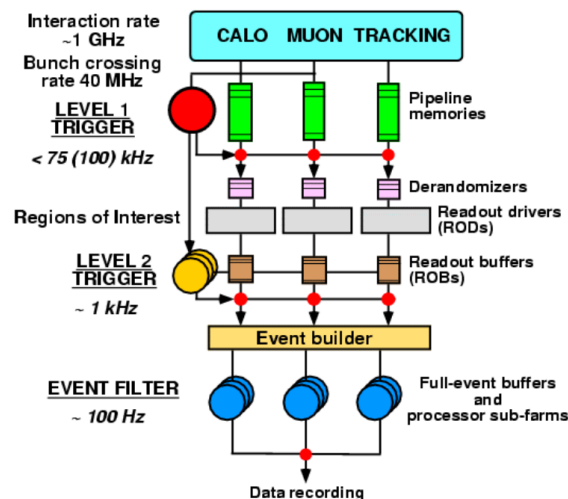 Interaction rate
~1 GHz
CALO MUON TRACKING
Bunch crossing
rate 40 MHz
LEVEL 1
TRIGGER
Pipeline
memories
< 75 (100) kHz
Derandomizers
Regions of Interest
Readout drivers
(RODs)
LEVEL 2
TRIGGER
Readout buffers
(ROBs)
~ 1 kHz
Event builder
EVENT FILTER
~ 100 Hz
Full-event buffers
and
processor sub-farms
Data recording